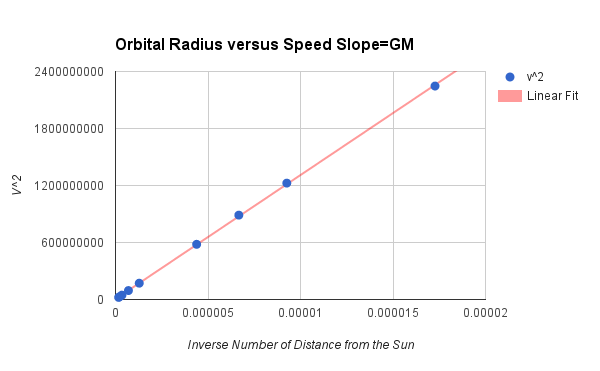 Orbital Radius versus Speed Slope=GM
2400000000
1800000000
1200000000
600000000
0
V^2
0
0.000005
0.00001
0.000015
0.00002
Inverse Number of Distance from the Sun
v^2
Linear Fit